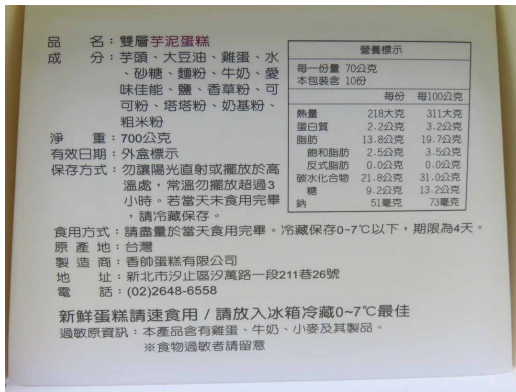 品　　名：雙層芋泥蛋糕
成　　分：芋頭、大豆油、雞蛋、水
、砂糖、麵粉、牛奶、愛
味佳能、鹽、香草粉、可
可粉、塔塔粉、奶基粉、
粗米粉
淨　　重：700公克
有效日期：外盒標示
保存方式：勿讓陽光直射或擺放於高
溫處，常溫勿擺放超過3
小時。若當天未食用完畢
，請冷藏保存。
營養標示
每一份量 70公克
本包裝含 10份
每份 每100公克
熱量 218大克 311大克
蛋白質 2.2公克 3.2公克
脂肪 13.8公克 19.7公克
飽和脂肪 2.5公克 3.5公克
反式脂肪 0.0公克 0.0公克
碳水化合物 21.8公克 31.0公克
糖 9.2公克 13.2公克
鈉 51毫克 73毫克
食用方式：請盡量於當天食用完畢。冷藏保存0~7℃以下，期限為4天。
原 產 地：台灣
製 造 商：香帥蛋糕有限公司
地　　址：新北市汐止區汐萬路一段211巷26號
電　　話：(02)2648-6558
新鮮蛋糕請速食用 / 請放入冰箱冷藏0~7℃最佳
過敏原資訊：本產品含有雞蛋、牛奶、小麥及其製品。
※食物過敏者請留意